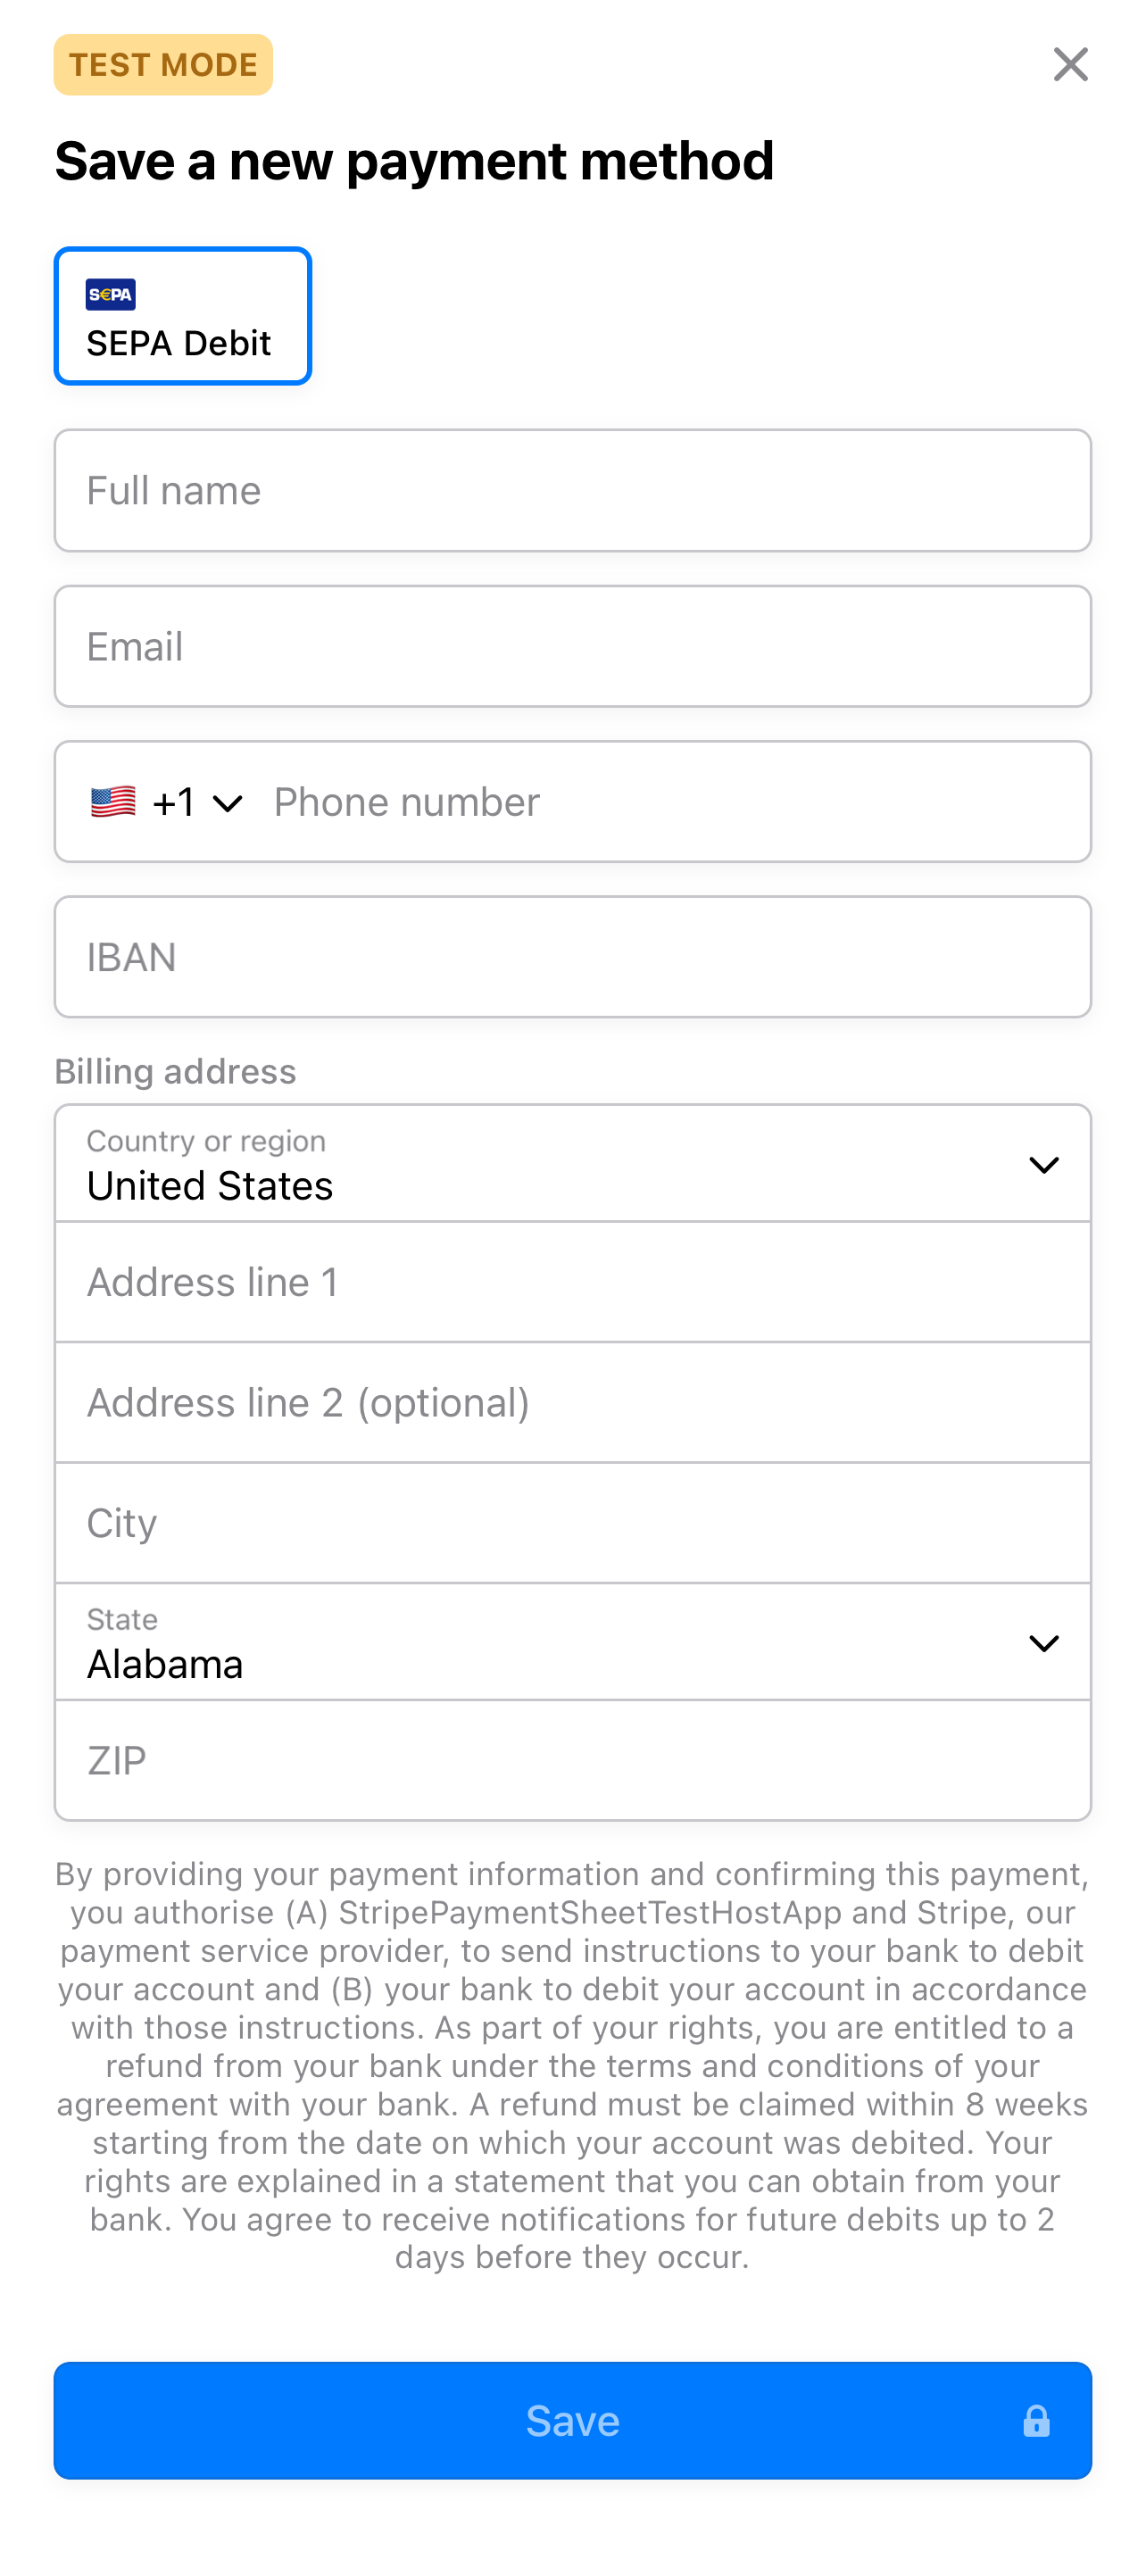 TEST MODE
Save a new payment method
S€PA
SEPA Debit
Full name
Email
+1 Phone number
IBAN
Billing address
Country or region
United States
Address line 1
Address line 2 (optional)
City
State
Alabama
ZIP
By providing your payment information and confirming this payment,
you authorise (A) StripePaymentSheetTestHostApp and Stripe, our
payment service provider, to send instructions to your bank to debit
your account and (B) your bank to debit your account in accordance
with those instructions. As part of your rights, you are entitled to a
refund from your bank under the terms and conditions of your
agreement with your bank. A refund must be claimed within 8 weeks
starting from the date on which your account was debited. Your
rights are explained in a statement that you can obtain from your
bank. You agree to receive notifications for future debits up to 2
days before they occur.
Save